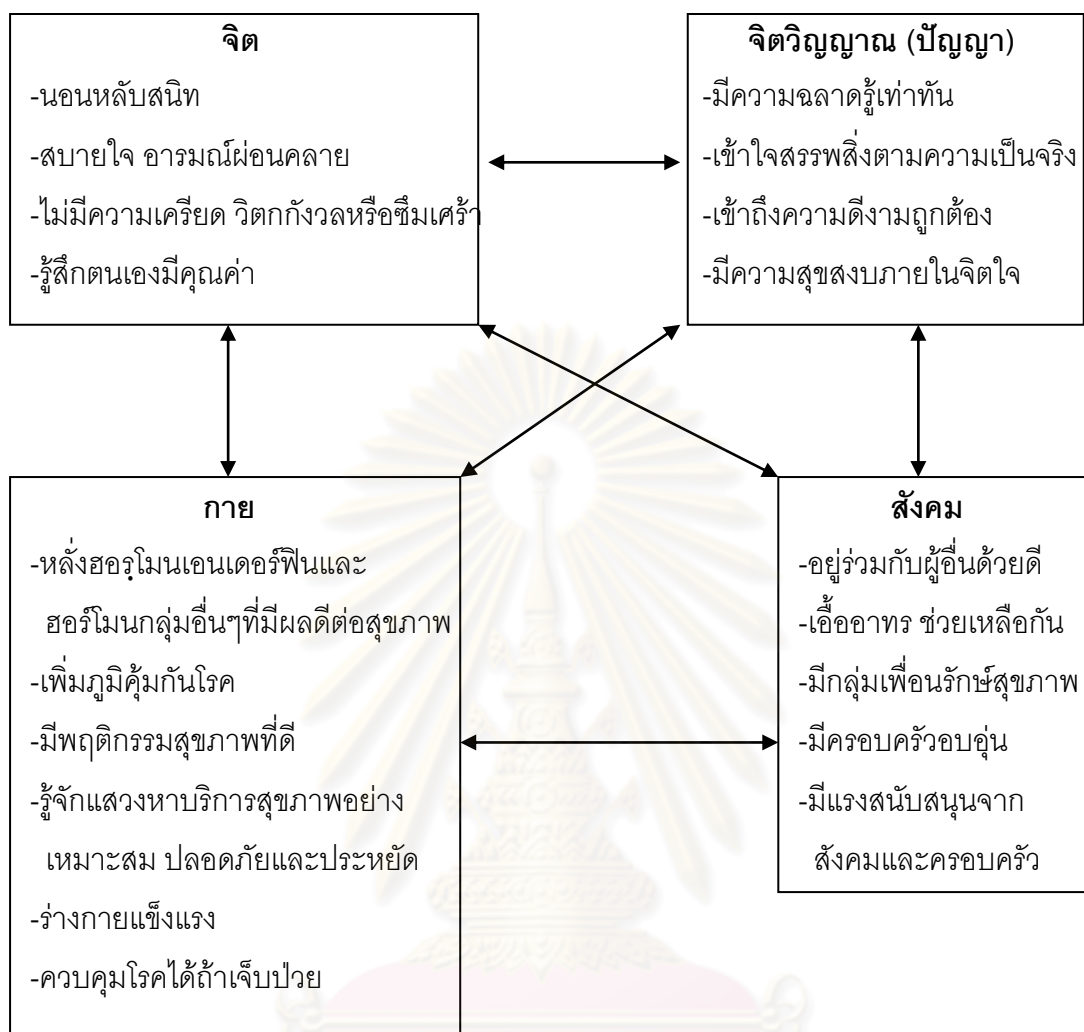 จิต
-นอนหลับสนิท
-สบายใจ อารมณ์ผ่อนคลาย
-ไม่มีความเครียด วิตกกังวลหรือซึมเศร้า
-รู้สึกตนเองมีคุณค่า
จิตวิญญาณ (ปัญญา)
-มีความฉลาดรู้เท่าทัน
-เข้าใจสรรพสิ่งตามความเป็นจริง
-เข้าถึงความดีงามถูกต้อง
-มีความสุขสงบภายในจิตใจ
กาย
-หลั่งฮอรฺโมนเอนเดอร์ฟินและ
ฮอร์โมนกลุ่มอื่นๆที่มีผลดีต่อสุขภาพ
-เพิ่มภูมิคุ้มกันโรค
-มีพฤติกรรมสุขภาพที่ดี
-รู้จักแสวงหาบริการสุขภาพอย่าง
เหมาะสม ปลอดภัยและประหยัด
-ร่างกายแข็งแรง
-ควบคุมโรคได้ถ้าเจ็บป่วย
สังคม
-อยู่ร่วมกับผู้อื่นด้วยดี
-เอื้ออาทร ช่วยเหลือกัน
-มีกลุ่มเพื่อนรักษ์สุขภาพ
-มีครอบครัวอบอุ่น
-มีแรงสนับสนุนจาก
สังคมและครอบครัว